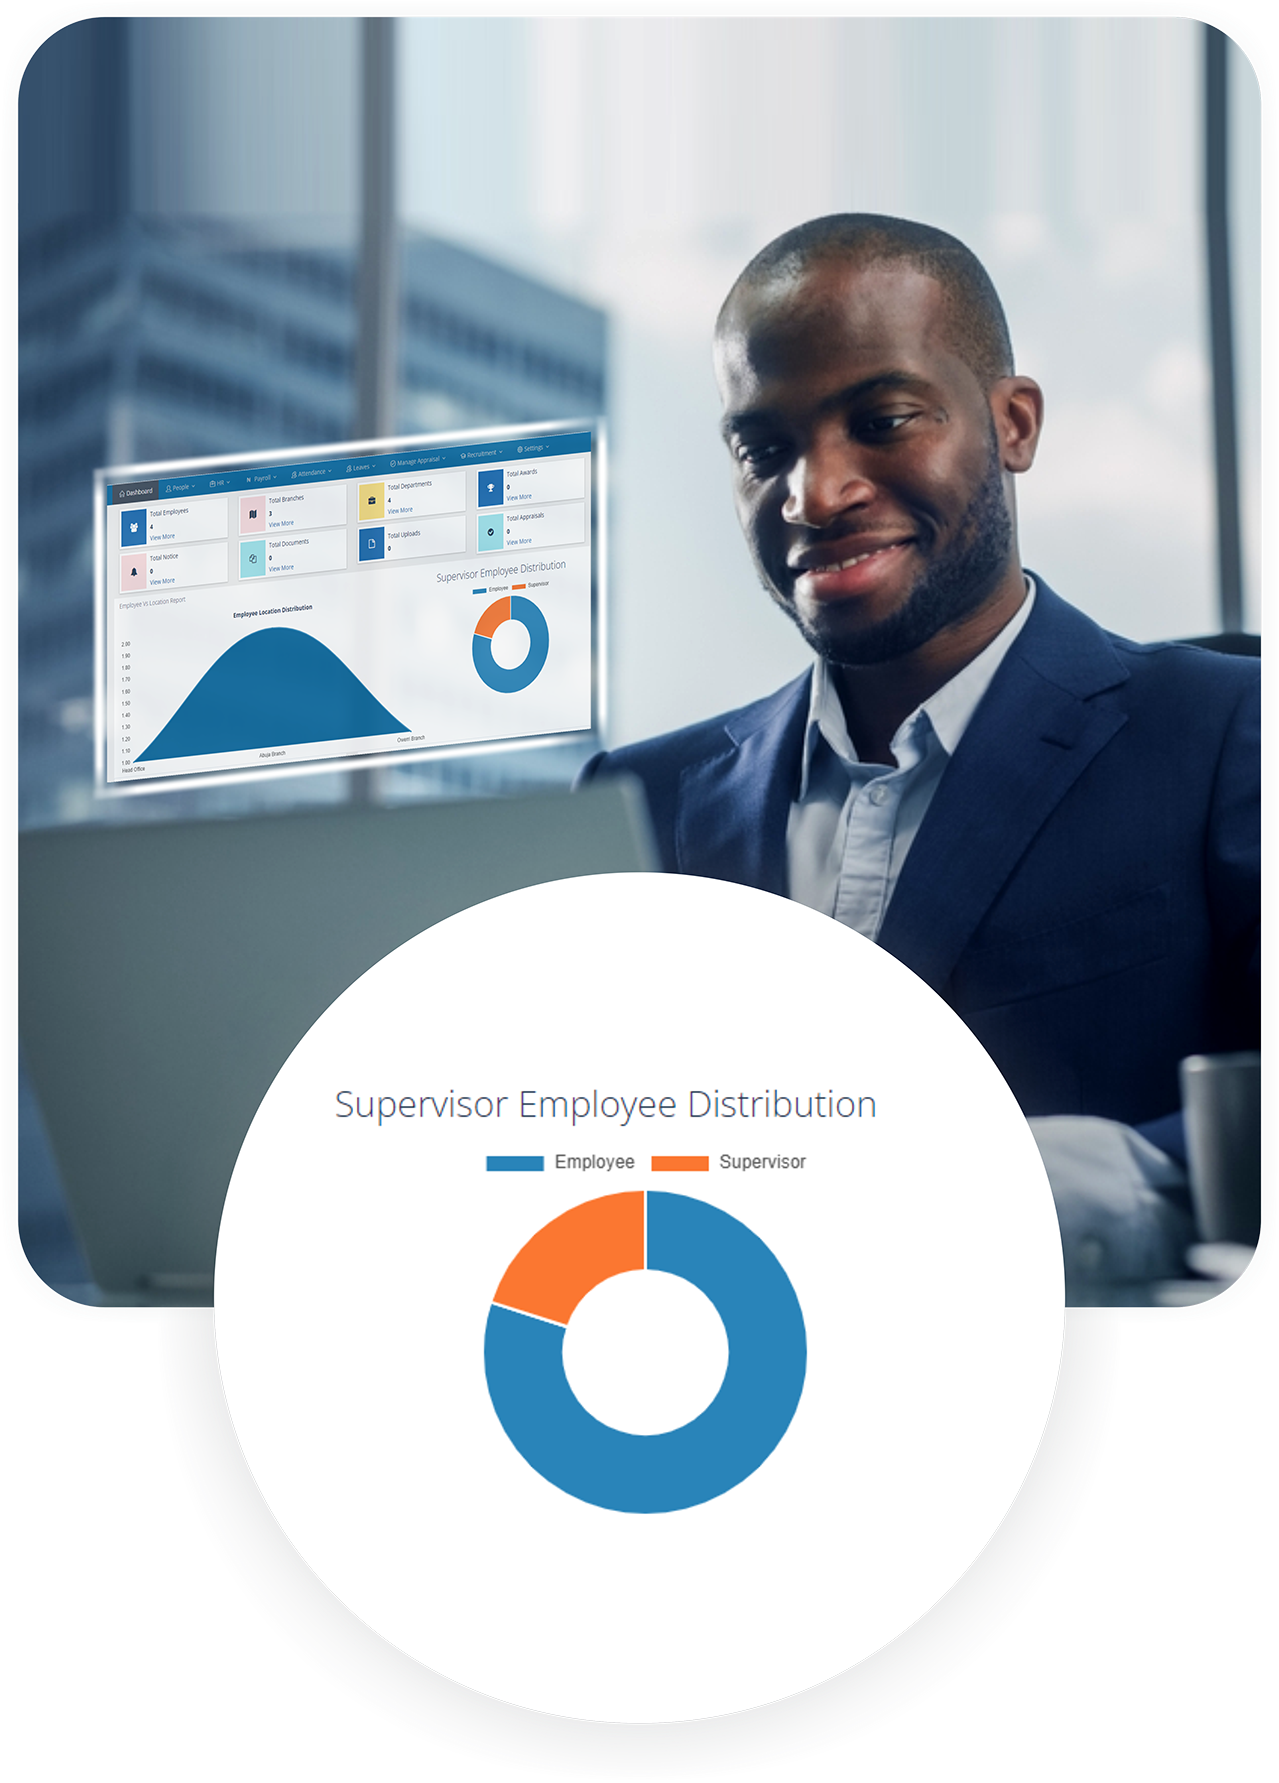 Dashboard People HR Payroll Attendance Leaves Manage Appraisal Recruitment Settings
Total Employees
4
View More
Total Branches
3
View More
Total Departments
4
View More
Total Awards
0
View More
Total Notice
0
View More
Total Documents
0
View More
Total Uploads
0
Total Appraisals
0
View More
Employee Vs Location Report
Employee Location Distribution
2.00
1.90
1.80
1.70
1.60
1.50
1.40
1.30
1.20
1.10
1.00
Head Office Abuja Branch Owerri Branch
Supervisor Employee Distribution
Employee Supervisor
Supervisor Employee Distribution
Employee Supervisor